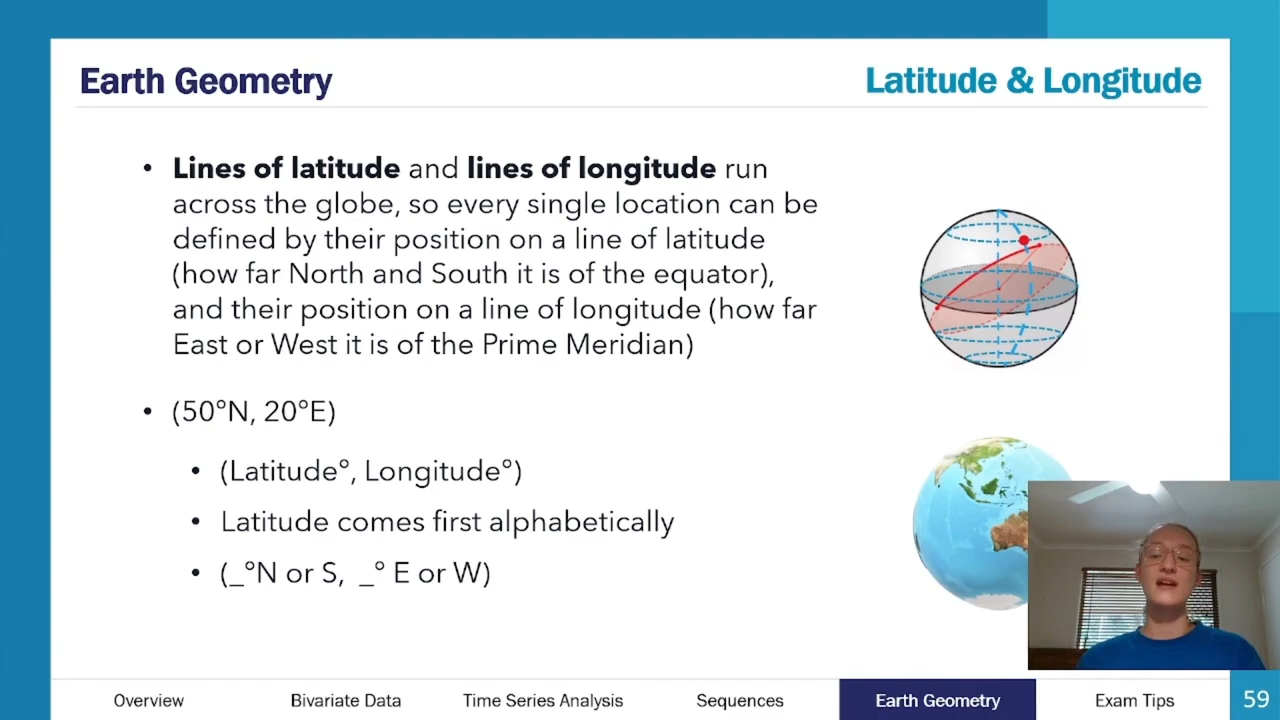 Earth Geometry
Latitude & Longitude
• Lines of latitude and lines of longitude run
across the globe, so every single location can be
defined by their position on a line of latitude
(how far North and South it is of the equator),
and their position on a line of longitude (how far
East or West it is of the Prime Meridian)
• (50°N, 20°E)
• (Latitude°, Longitude°)
• Latitude comes first alphabetically
• (_°N or S, _° E or W)
Overview
Bivariate Data
Time Series Analysis
Sequences
Earth Geometry
Exam Tips
59